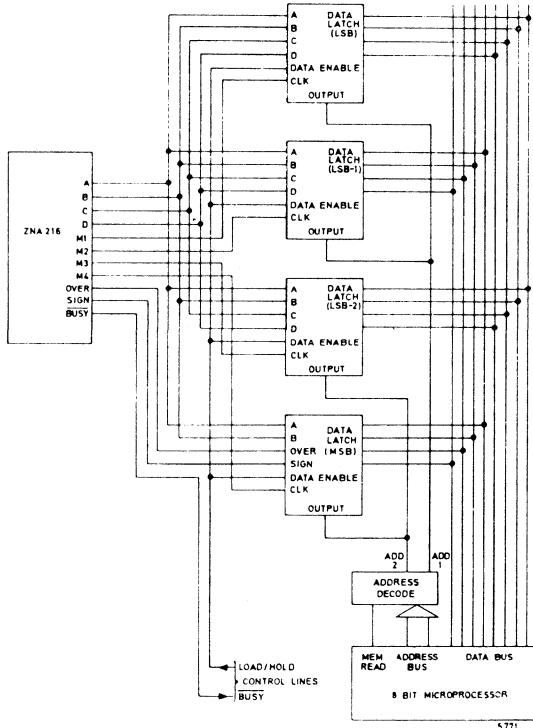 A DATA
B LATCH
C (LSB)
D
DATA ENABLE
CLK
OUTPUT
A DATA
B LATCH
C (LSB-1)
D
DATA ENABLE
CLK
OUTPUT
ZNA 216
A
B
C
D
M1
M2
M3
M4
OVER
SIGN
BUSY
A DATA
B LATCH
C (LSB-2)
D
DATA ENABLE
CLK
OUTPUT
A DATA
B LATCH
OVER (MSB)
SIGN
DATA ENABLE
CLK
OUTPUT
ADD 2
ADD 1
ADDRESS DECODE
MEM READ
ADDRESS BUS
DATA BUS
8 BIT MICROPROCESSOR
LOAD/HOLD
CONTROL LINES
BUSY
5771